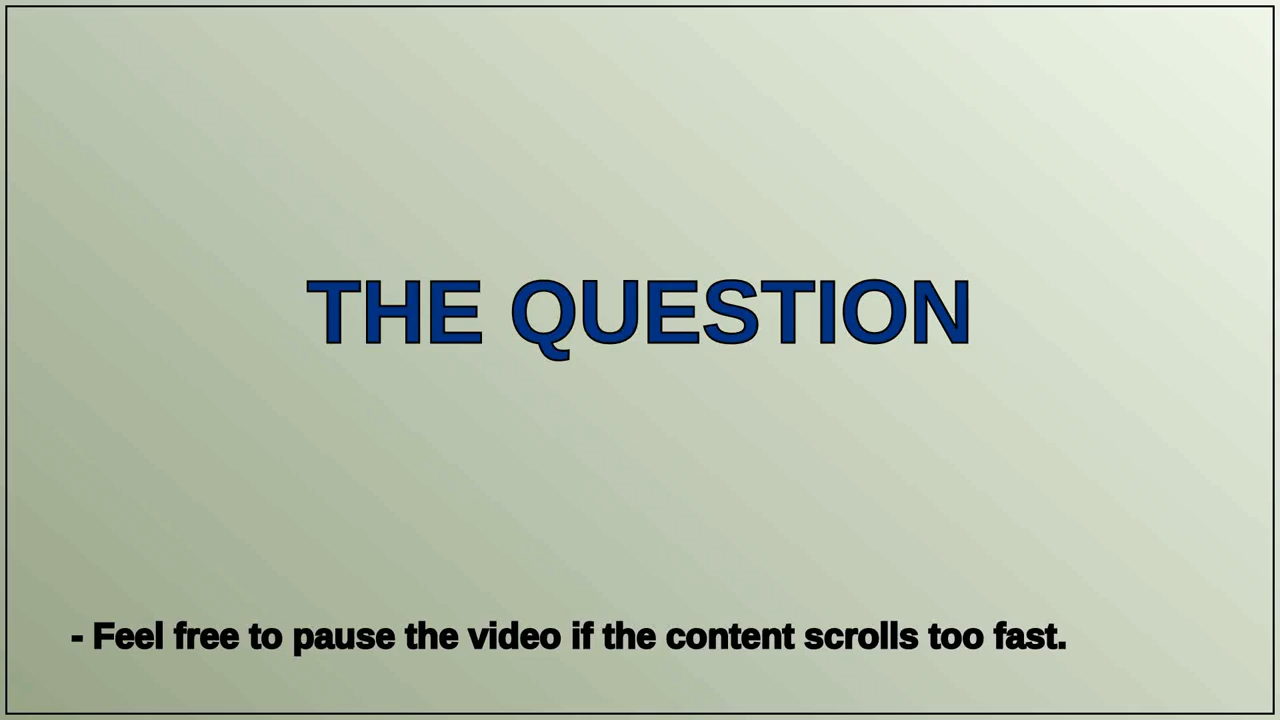 THE QUESTION
- Feel free to pause the video if the content scrolls too fast.